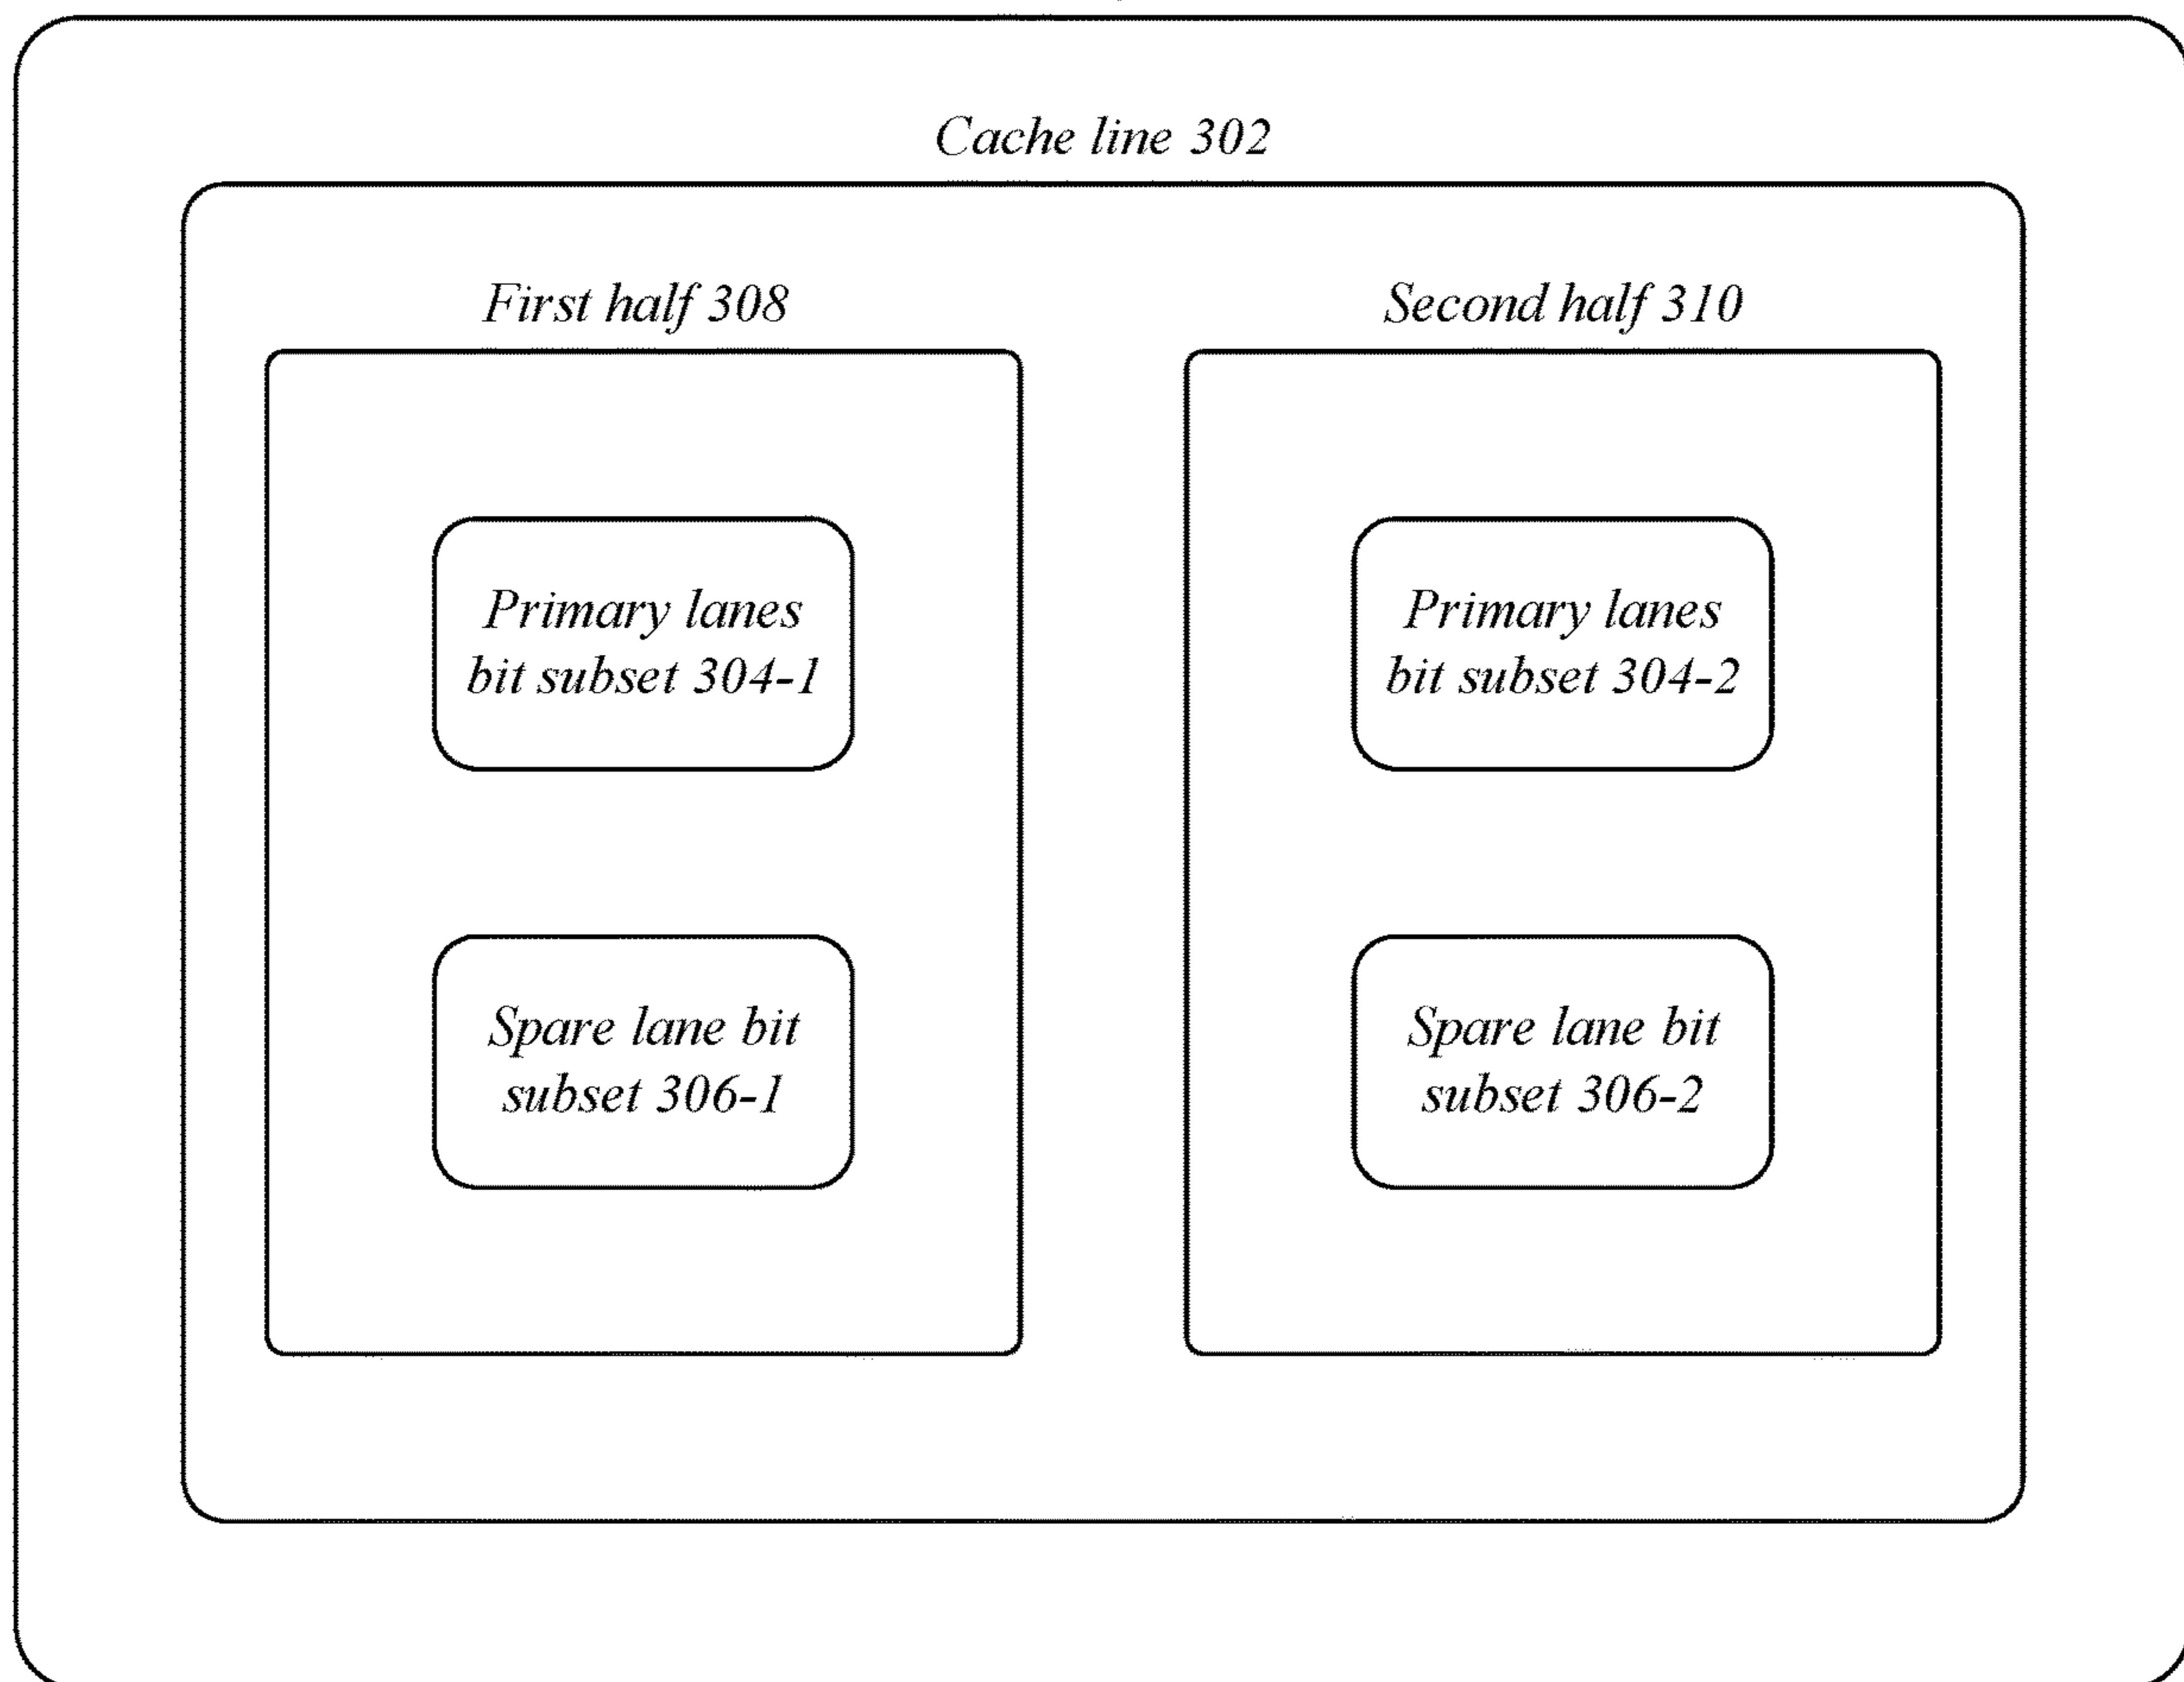 Cache line 302
First half 308
Second half 310
Primary lanes
bit subset 304-1
Primary lanes
bit subset 304-2
Spare lane bit
subset 306-1
Spare lane bit
subset 306-2